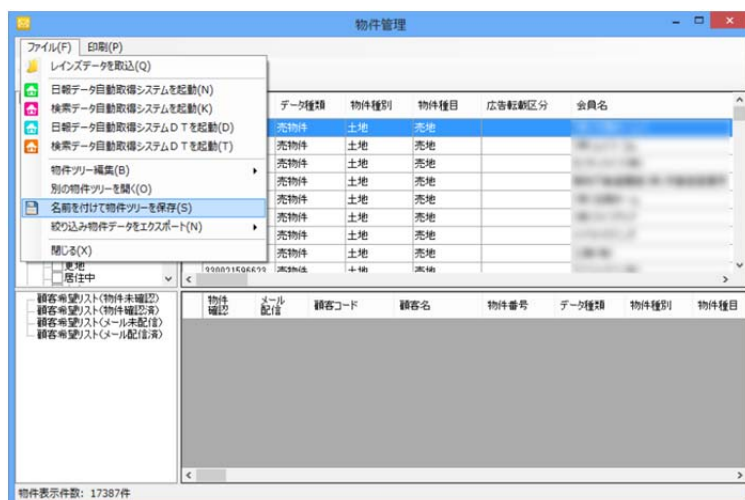 物件管理
ファイル(F) 印刷(P)
レインズデータを取込(Q)
日報データ自動取得システムを起動(N)
検索データ自動取得システムを起動(K)
日報データ自動取得システムDTを起動(D)
検索データ自動取得システムDTを起動(T)
物件ツリー編集(B)
別の物件ツリーを開く(O)
名前を付けて物件ツリーを保存(S)
絞り込み物件データをエクスポート(N)
閉じる(X)
データ種類 物件種別 物件種目 広告転載区分 会員名
売物件 土地 売地
売物件 土地 売地
売物件 土地 売地
売物件 土地 売地
売物件 土地 売地
売物件 土地 売地
売物件 土地 売地
売物件 土地 売地
更地
居住中
売物件 土地 売地
顧客希望リスト(物件未確認)
顧客希望リスト(物件確認済)
顧客希望リスト(メール未配信)
顧客希望リスト(メール配信済)
物件確認 メール配信 顧客コード 顧客名 物件番号 データ種類 物件種別 物件種目
物件表示件数: 17387件